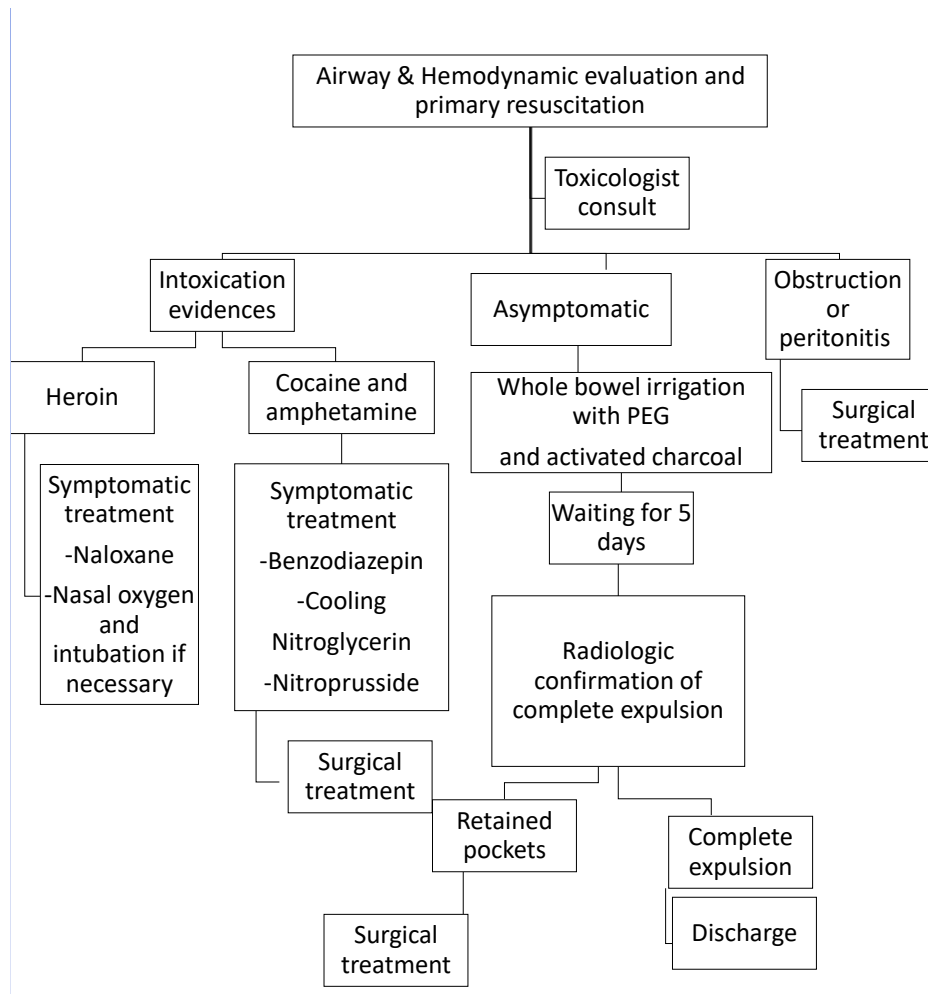 Airway & Hemodynamic evaluation and
primary resuscitation
Toxicologist
consult
Intoxication
evidences
Asymptomatic
Obstruction
or
peritonitis
Heroin
Cocaine and
amphetamine
Whole bowel irrigation
with PEG
and activated charcoal
Surgical
treatment
Symptomatic
treatment
-Naloxane
-Nasal oxygen
and
intubation if
necessary
Symptomatic
treatment
-Benzodiazepin
-Cooling
Nitroglycerin
-Nitroprusside
Waiting for 5
days
Radiologic
confirmation of
complete expulsion
Surgical
treatment
Retained
pockets
Complete
expulsion
Surgical
treatment
Discharge